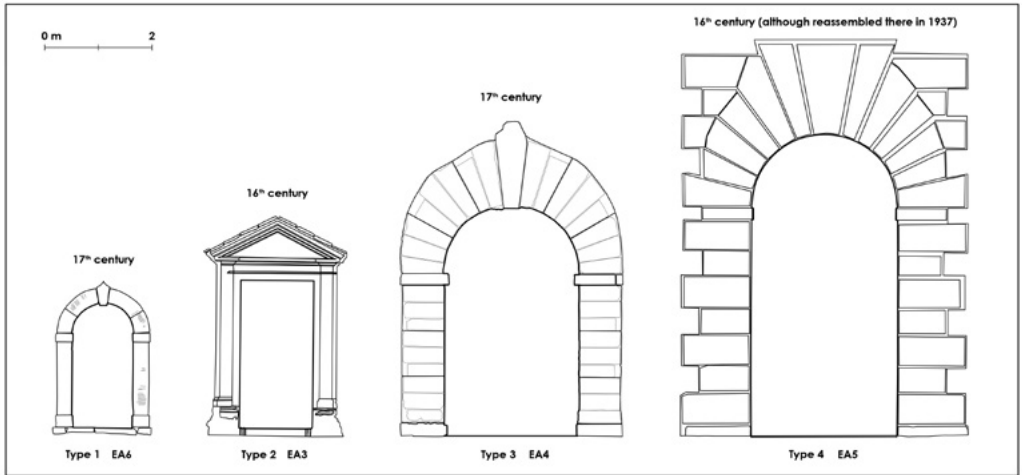 0 m 2
16th century (although reassembled there in 1937)
17th century
16th century
17th century
Type 1 EA6
Type 2 EA3
Type 3 EA4
Type 4 EA5